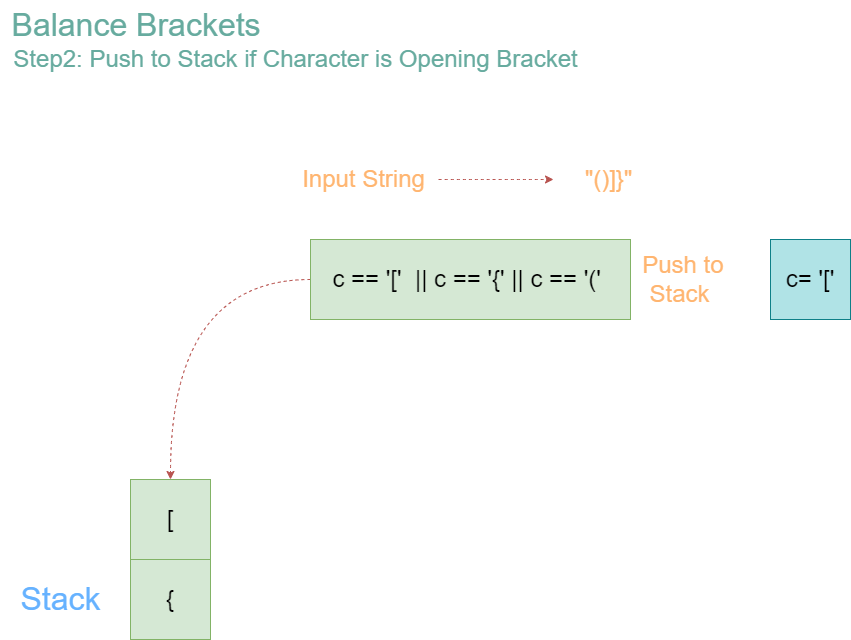 Balance Brackets
Step2: Push to Stack if Character is Opening Bracket
Input String
"()]}"
c == '['  || c == '{' || c == '('
Push to
Stack
c= '['
[
{
Stack